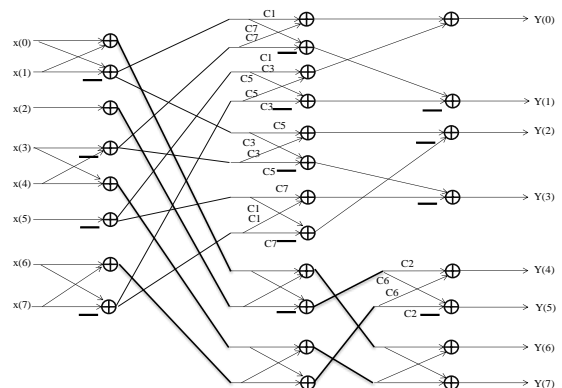 C1
Y(0)
C7
x(0)
C7
C1
x(1)
C3
C5
C5
x(2)
C3
Y(1)
C5
Y(2)
x(3)
C3
C3
x(4)
C5
C7
Y(3)
x(5)
C1
C1
C7
x(6)
C2
Y(4)
C6
C6
x(7)
C2
Y(5)
Y(6)
Y(7)